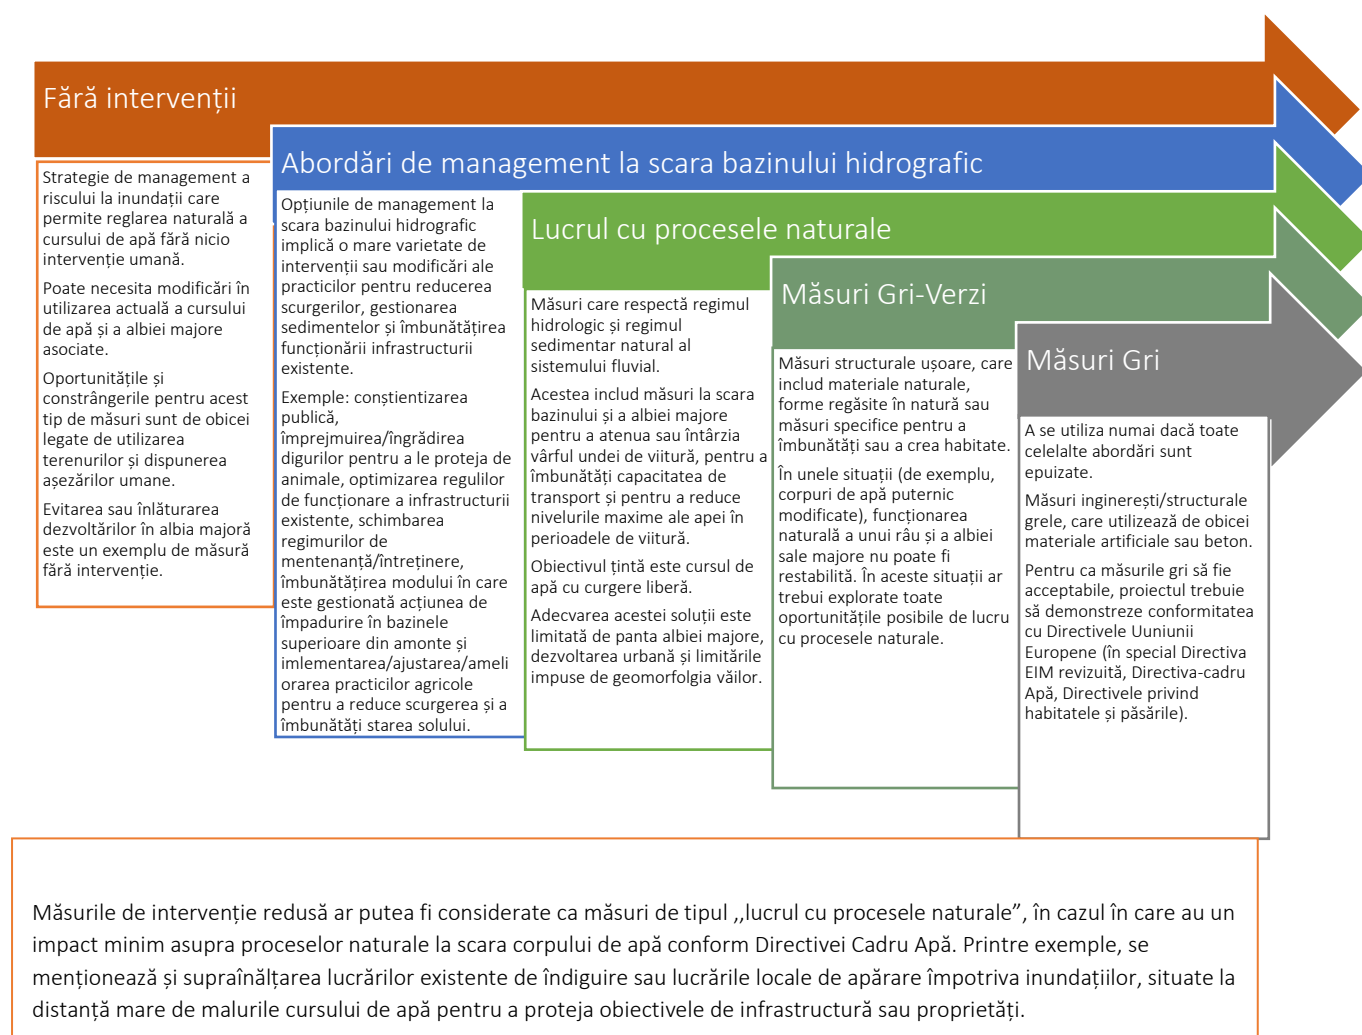 Fără intervenții
Strategie de management a
riscului la inundații care
permite reglarea naturală a
cursului de apă fără nicio
intervenție umană.
Poate necesita modificări în
utilizarea actuală a cursului
de apă și a albiei majore
asociate.
Oportunitățile și
constrângerile pentru acest
tip de măsuri sunt de obicei
legate de utilizarea
terenurilor și dispunerea
așezărilor umane.
Evitarea sau înlăturarea
dezvoltărilor în albia majoră
este un exemplu de măsură
fără intervenție.
Abordări de management la scara bazinului hidrografic
Opțiunile de management la
scara bazinului hidrografic
implică o mare varietate de
intervenții sau modificări ale
practicilor pentru reducerea
scurgerilor, gestionarea
sedimentelor și îmbunătățirea
funcționării infrastructurii
existente.
Exemple: conștientizarea
publică,
împrejmuirea/îngrădirea
digurilor pentru a le proteja de
animale, optimizarea regulilor
de funcționare a infrastructurii
existente, schimbarea
regimurilor de
mentenanță/întreținere,
îmbunătățirea modului în care
este gestionată acțiunea de
împadurire în bazinele
superioare din amonte și
imlementarea/ajustarea/ameli
orarea practicilor agricole
pentru a reduce scurgerea și a
îmbunătăți starea solului.
Lucrul cu procesele naturale
Măsuri care respectă regimul
hidrologic și regimul
sedimentar natural al
sistemului fluvial.
Acestea includ măsuri la scara
bazinului și a albiei majore
pentru a atenua sau întârzia
vârful undei de viitură, pentru a
îmbunătăți capacitatea de
transport și pentru a reduce
nivelurile maxime ale apei în
perioadele de viitură.
Obiectivul țintă este cursul de
apă cu curgere liberă.
Adecvarea acestei soluții este
limitată de panta albiei majore,
dezvoltarea urbană și limitările
impuse de geomorfolgia văilor.
Măsuri Gri-Verzi
Măsuri structurale ușoare, care
includ materiale naturale,
forme regăsite în natură sau
măsuri specifice pentru a
îmbunătăți sau a crea habitate.
În unele situații (de exemplu,
corpuri de apă puternic
modificate), funcționarea
naturală a unui râu și a albiei
sale majore nu poate fi
restabilită. În aceste situații ar
trebui explorate toate
oportunitățile posibile de lucru
cu procesele naturale.
Măsuri Gri
A se utiliza numai dacă toate
celelalte abordări sunt
epuizate.
Măsuri inginerești/structurale
grele, care utilizează de obicei
materiale artificiale sau beton.
Pentru ca măsurile gri să fie
acceptabile, proiectul trebuie
să demonstreze conformitatea
cu Directivele Uuniunii
Europene (în special Directiva
EIM revizuită, Directiva-cadru
Apă, Directivele privind
habitatele și păsările).
Măsurile de intervenție redusă ar putea fi considerate ca măsuri de tipul ,,lucrul cu procesele naturale”, în cazul în care au un
impact minim asupra proceselor naturale la scara corpului de apă conform Directivei Cadru Apă. Printre exemple, se
menționează și supraînălțarea lucrărilor existente de îndiguire sau lucrările locale de apărare împotriva inundațiilor, situate la
distanță mare de malurile cursului de apă pentru a proteja obiectivele de infrastructură sau proprietăți.